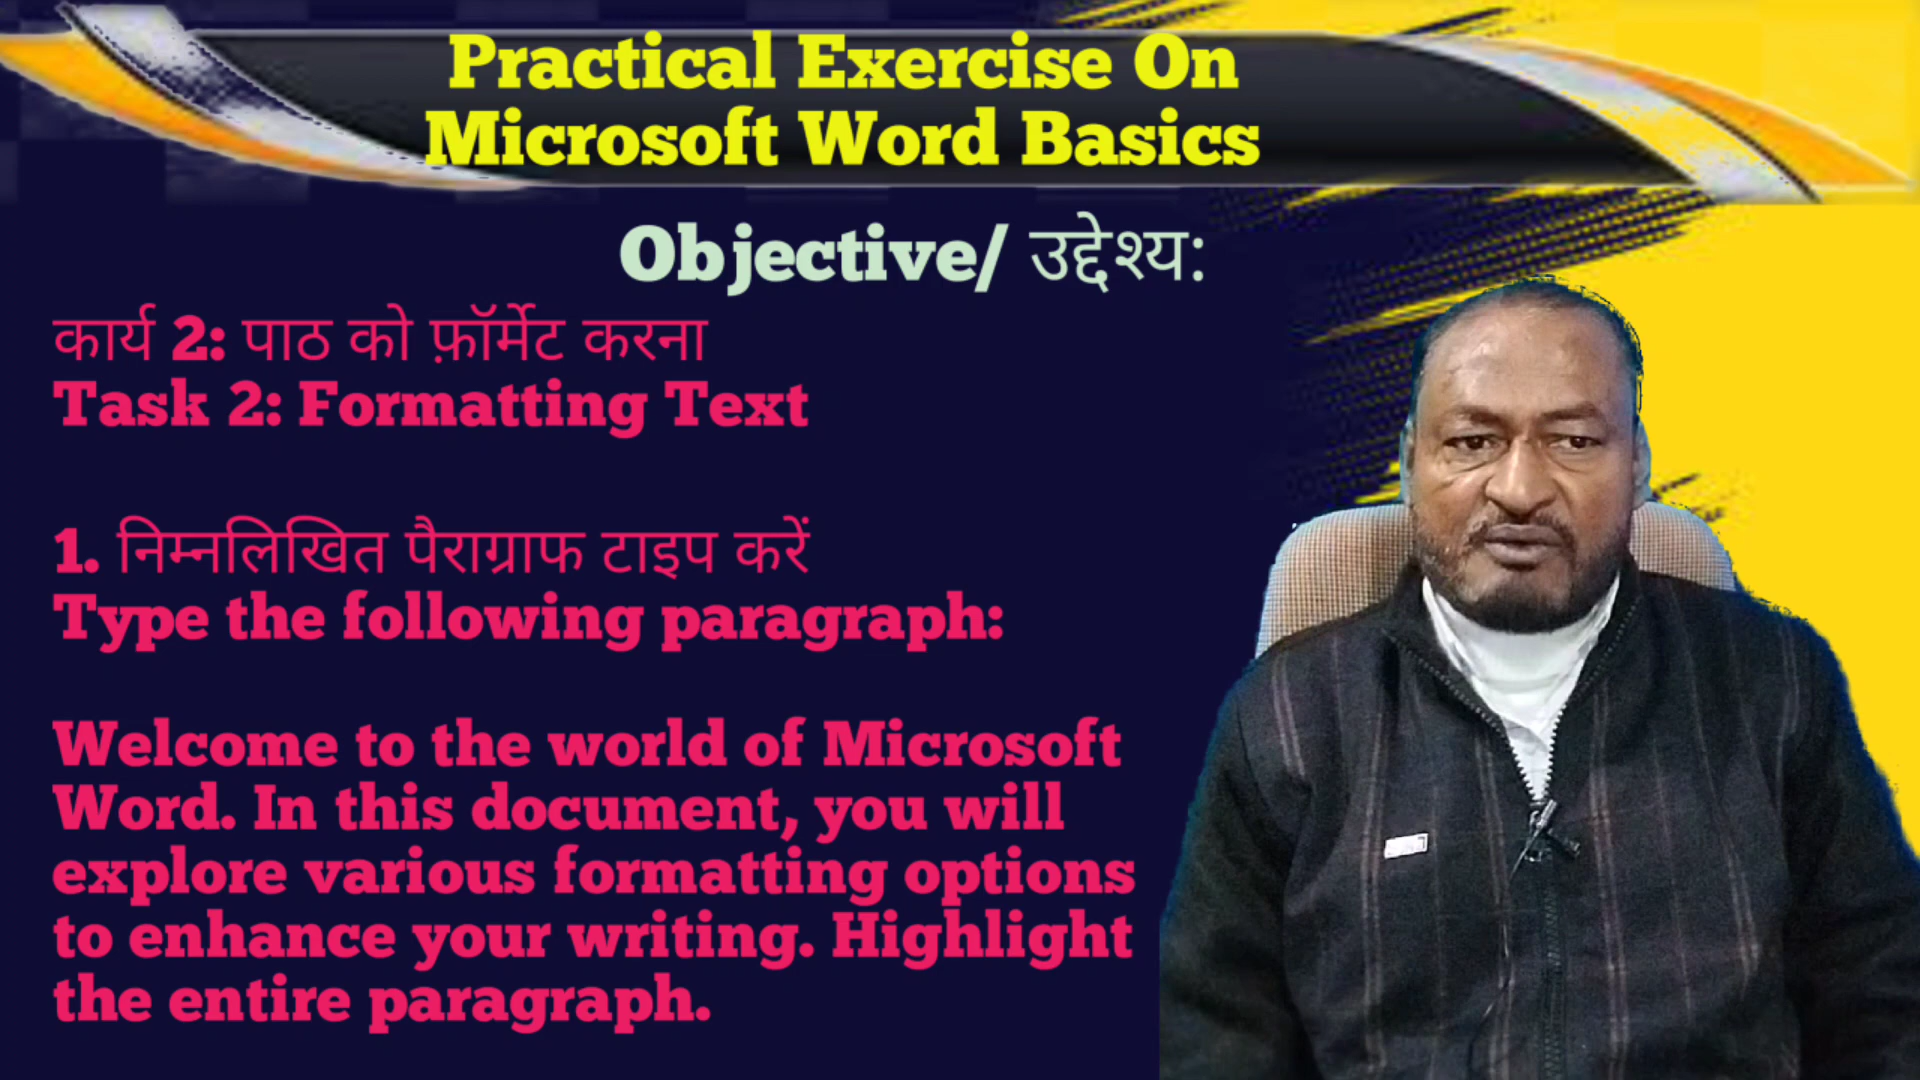 Practical Exercise On
Microsoft Word Basics
Objective/ उद्देश्य:
कार्य 2: पाठ को फ़ॉर्मेट करना
Task 2: Formatting Text
1. निम्नलिखित पैराग्राफ टाइप करें
Type the following paragraph:
Welcome to the world of Microsoft
Word. In this document, you will
explore various formatting options
to enhance your writing. Highlight
the entire paragraph.